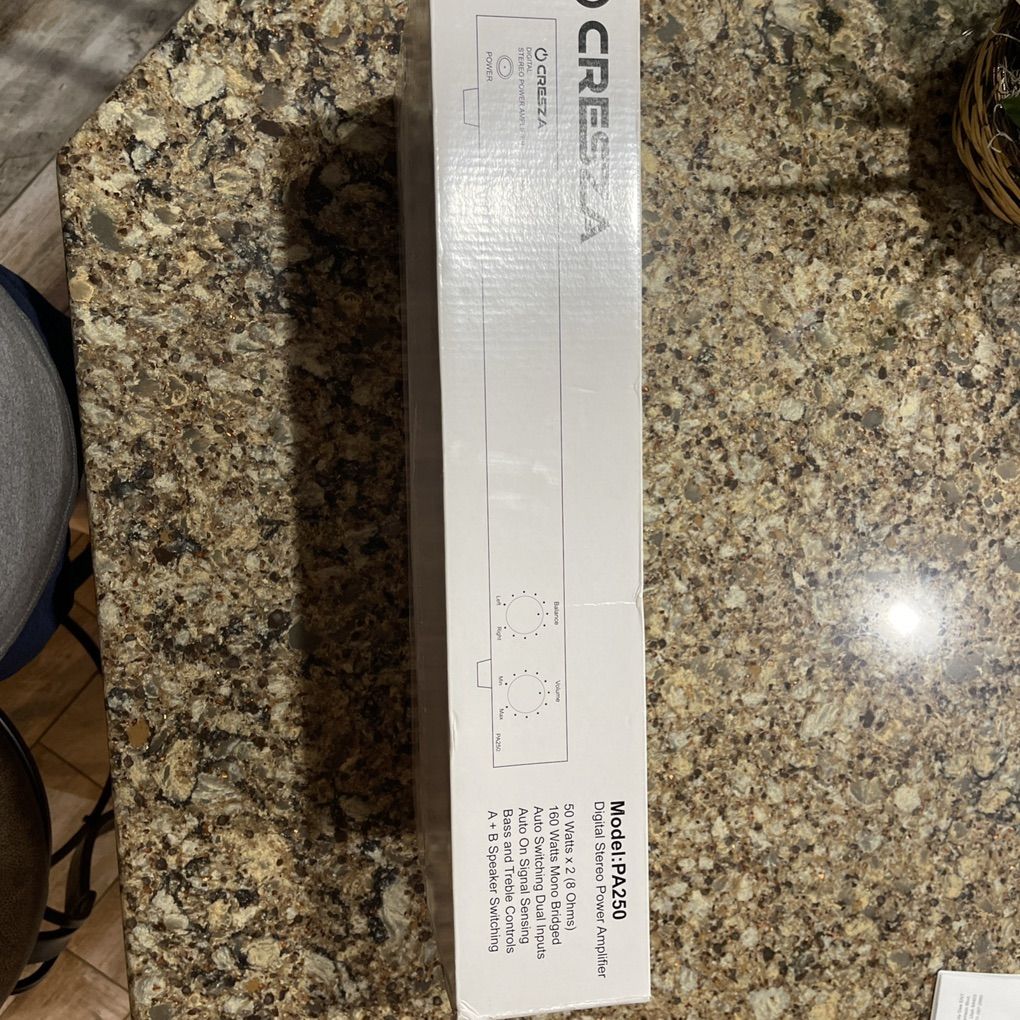 CRESZA
CRESZA
DIGITAL
STEREO POWER AMPLIFIER
POWER
Balance
Left
Right
Volume
Min
Max
PA250
Model:PA250
Digital Stereo Power Amplifier
50 Watts x 2 (8 Ohms)
160 Watts Mono Bridged
Auto Switching Dual Inputs
Auto On Signal Sensing
Bass and Treble Controls
A + B Speaker Switching